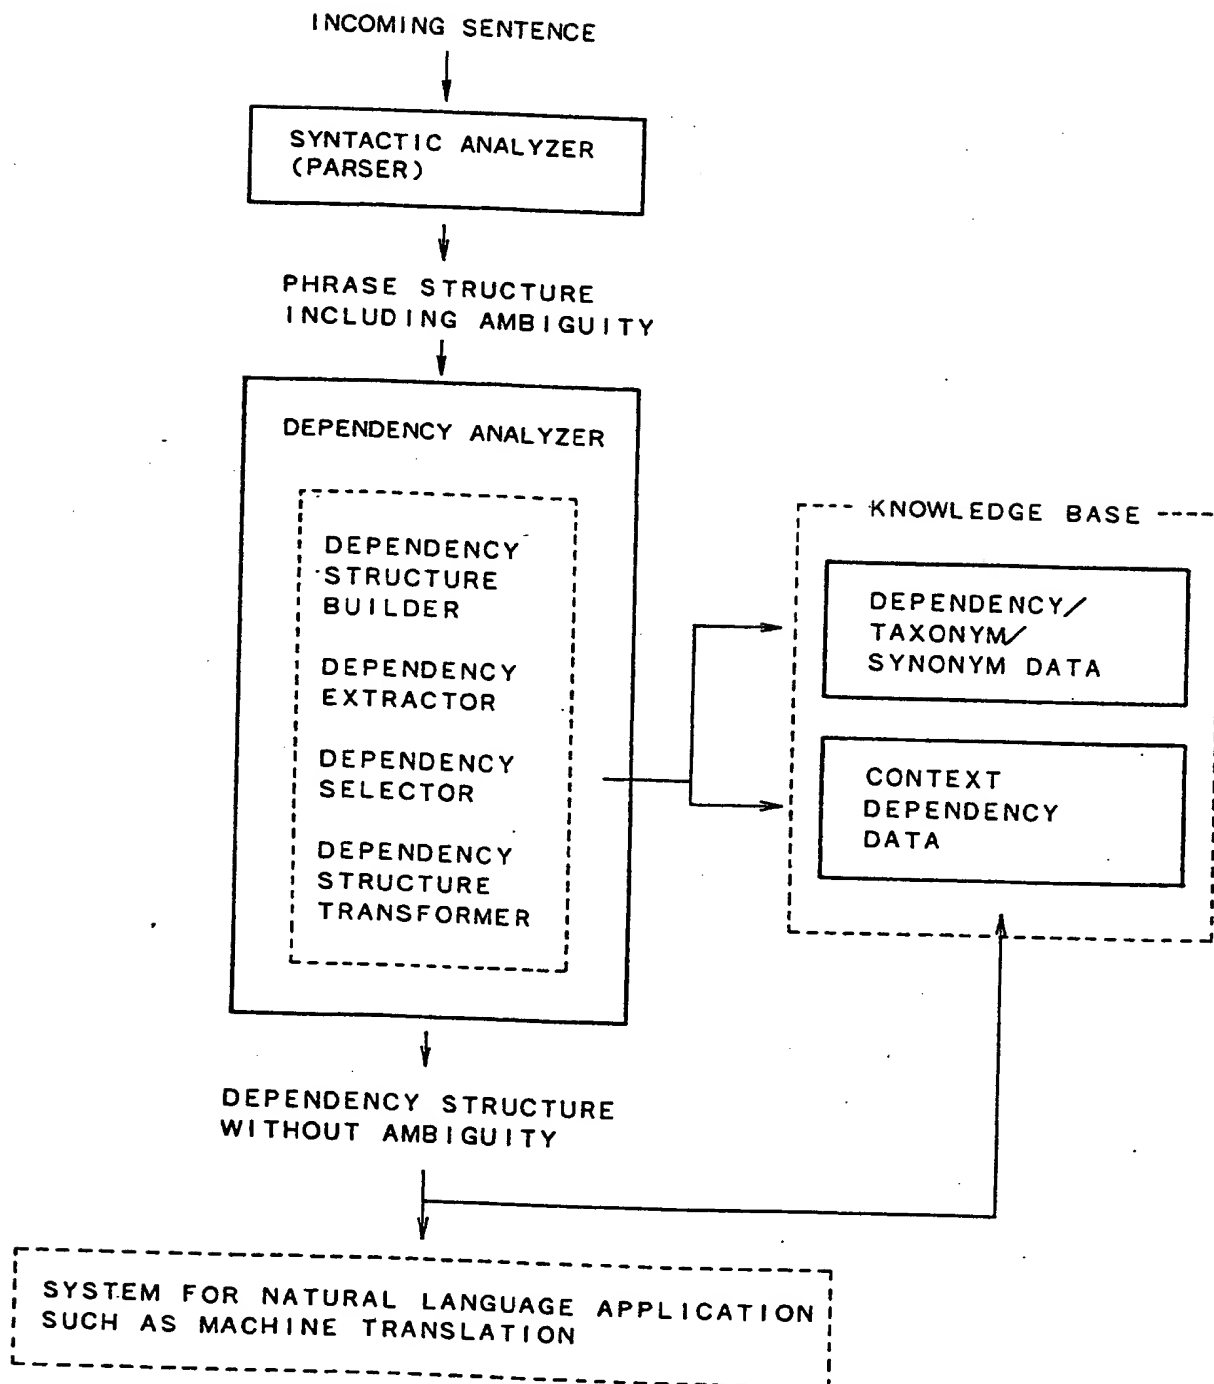 INCOMING SENTENCE
SYNTACTIC ANALYZER
(PARSER)
PHRASE STRUCTURE
INCLUDING AMBIGUITY
DEPENDENCY ANALYZER
DEPENDENCY
STRUCTURE
BUILDER
DEPENDENCY
EXTRACTOR
DEPENDENCY
SELECTOR
DEPENDENCY
STRUCTURE
TRANSFORMER
KNOWLEDGE BASE
DEPENDENCY/
TAXONYM/
SYNONYM DATA
CONTEXT
DEPENDENCY
DATA
DEPENDENCY STRUCTURE
WITHOUT AMBIGUITY
SYSTEM FOR NATURAL LANGUAGE APPLICATION
SUCH AS MACHINE TRANSLATION